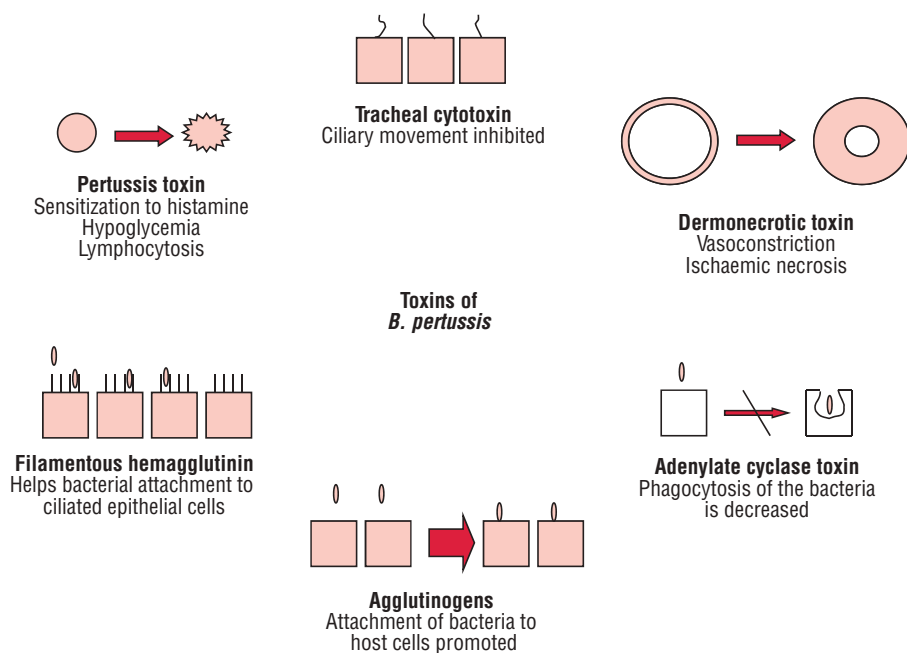 Tracheal cytotoxin
Ciliary movement inhibited
Pertussis toxin
Sensitization to histamine
Hypoglycemia
Lymphocytosis
Dermonecrotic toxin
Vasoconstriction
Ischaemic necrosis
Toxins of
B. pertussis
Filamentous hemagglutinin
Helps bacterial attachment to
ciliated epithelial cells
Adenylate cyclase toxin
Phagocytosis of the bacteria
is decreased
Agglutinogens
Attachment of bacteria to
host cells promoted